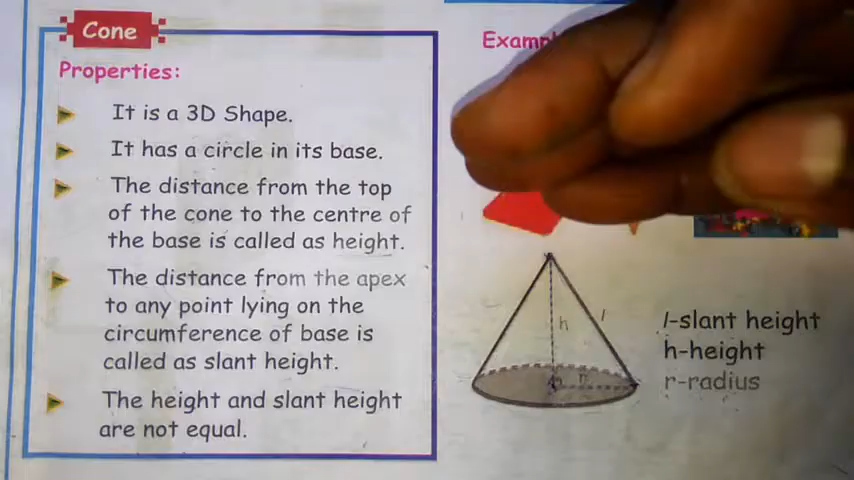 Cone
Properties:
It is a 3D Shape.
It has a circle in its base.
The distance from the top
of the cone to the centre of
the base is called as height.
The distance from the apex
to any point lying on the
circumference of base is
called as slant height.
The height and slant height
are not equal.
h
l
r
l-slant height
h-height
r-radius